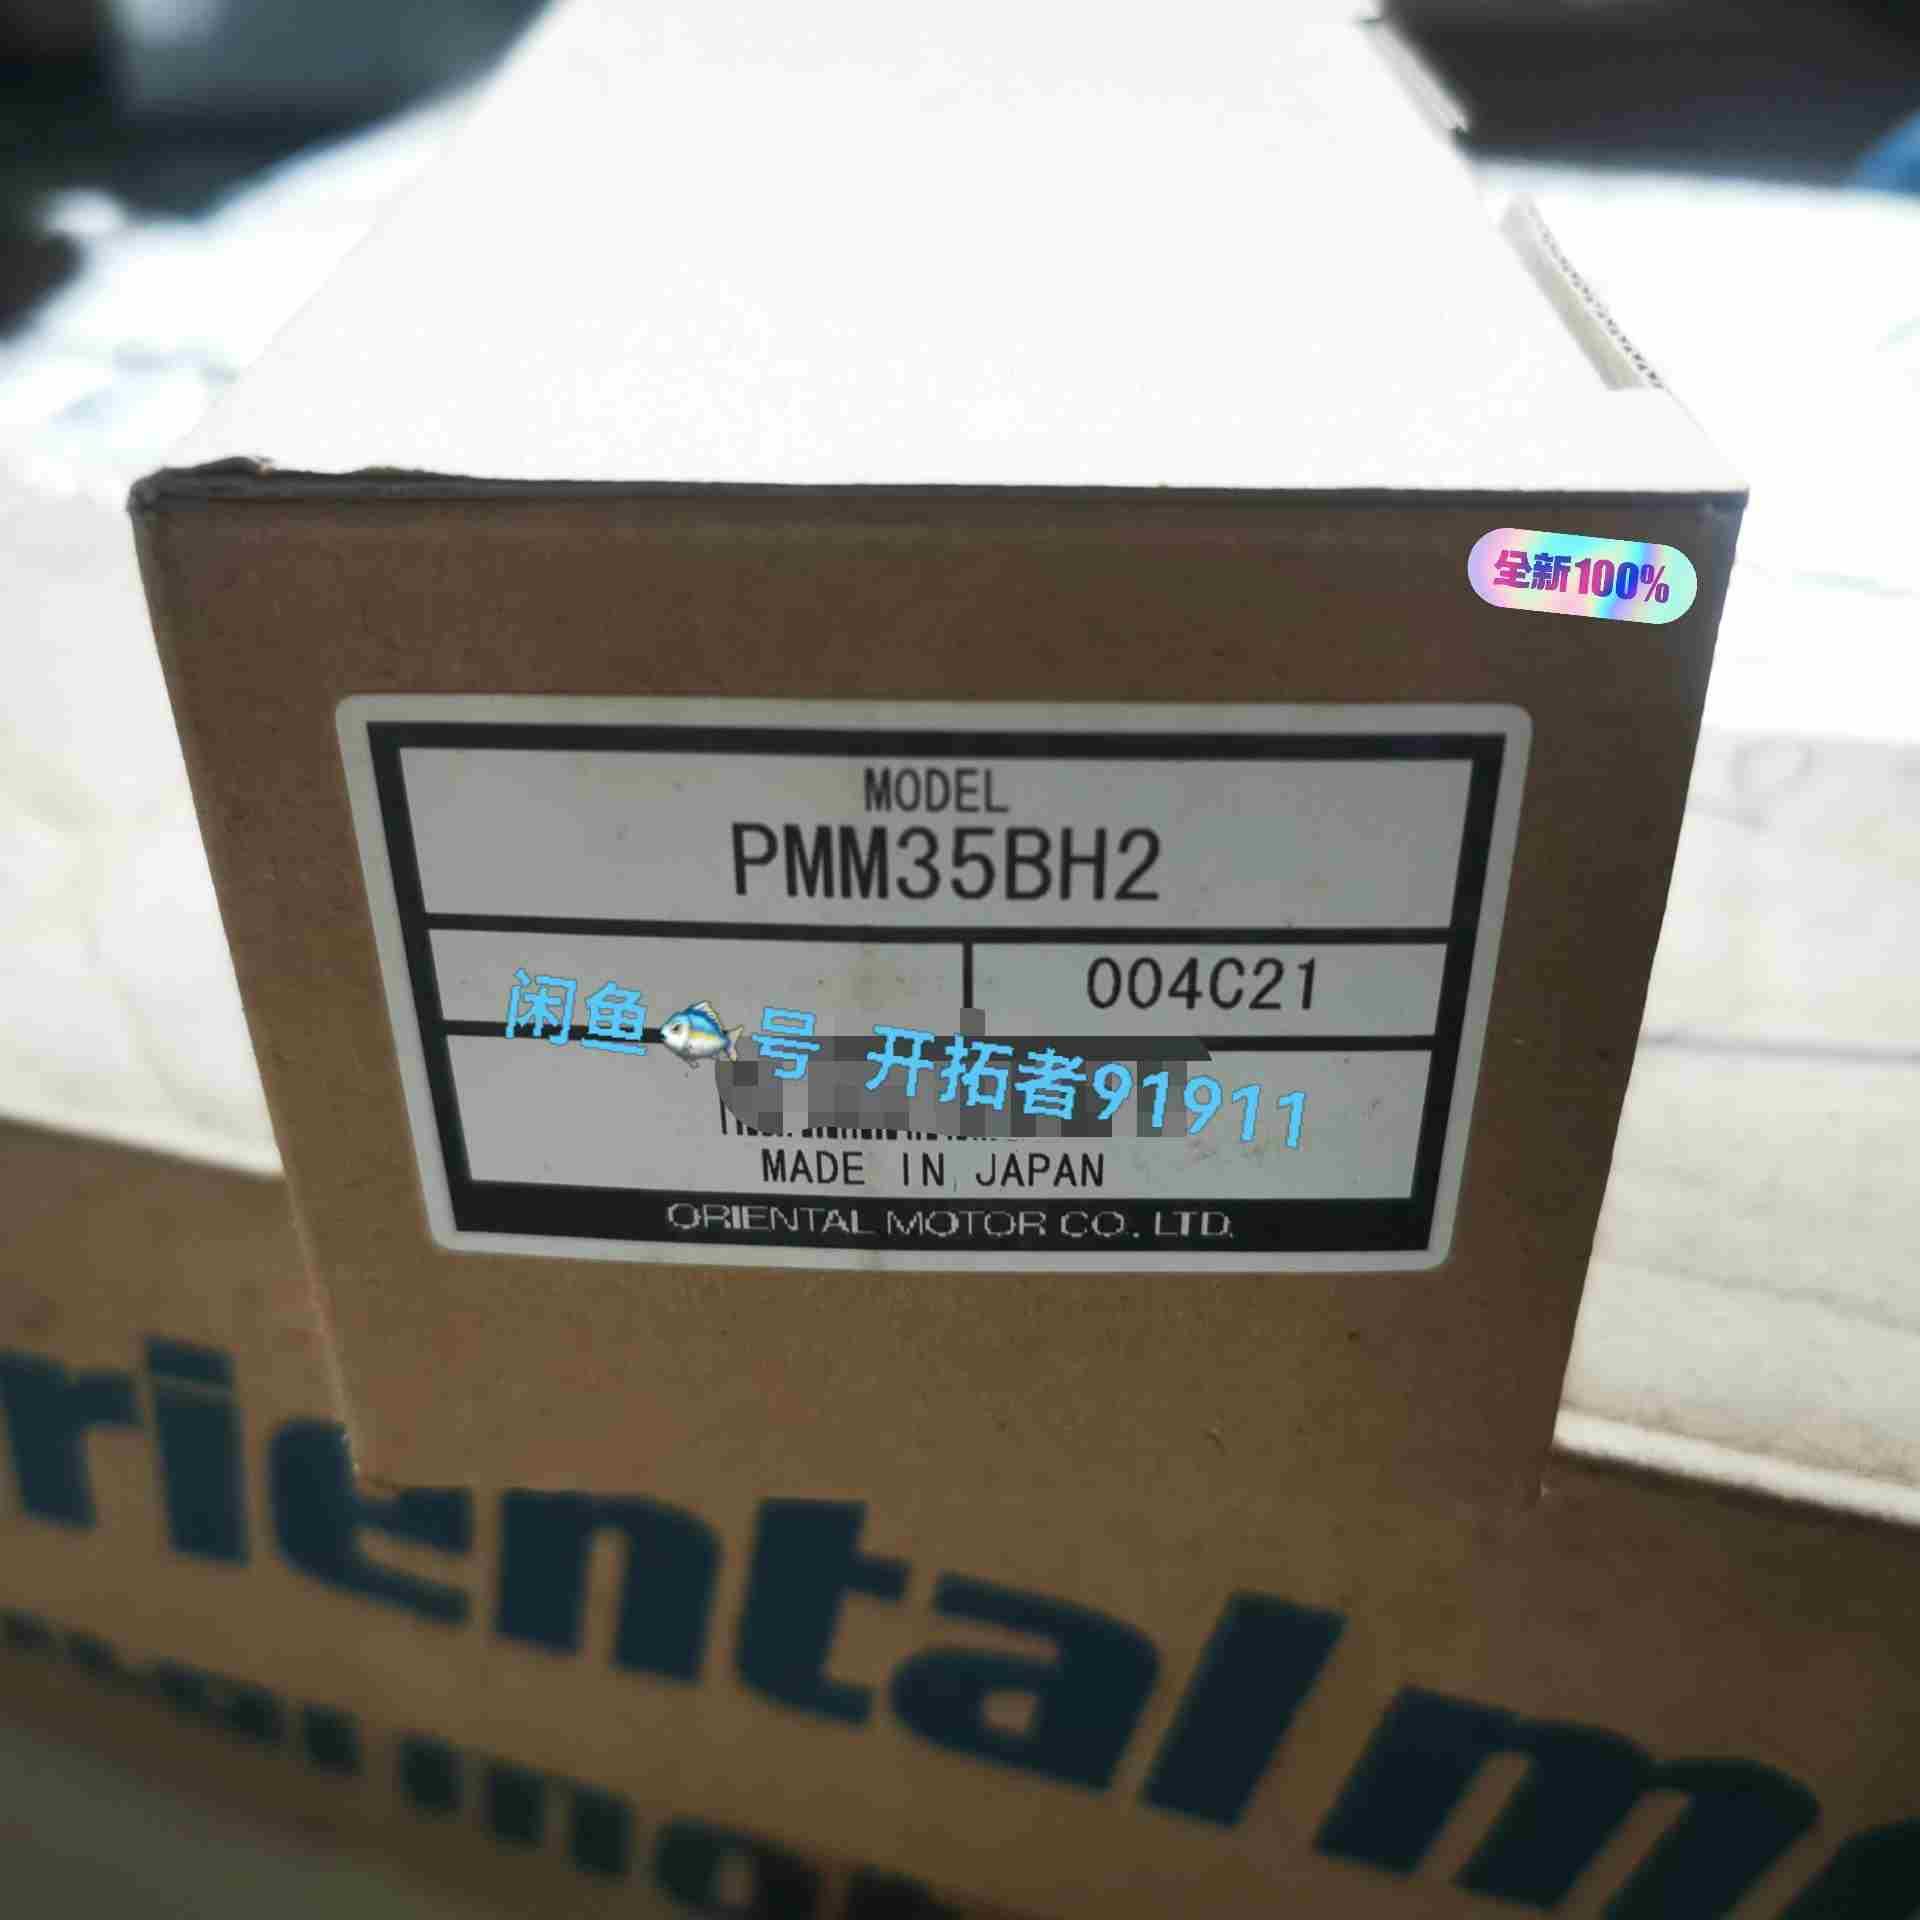 全新100%
MODEL
PMM35BH2
004C21
闲鱼🐟号 开拓者91911
MADE IN JAPAN
ORIENTAL MOTOR CO. LTD.
riental m